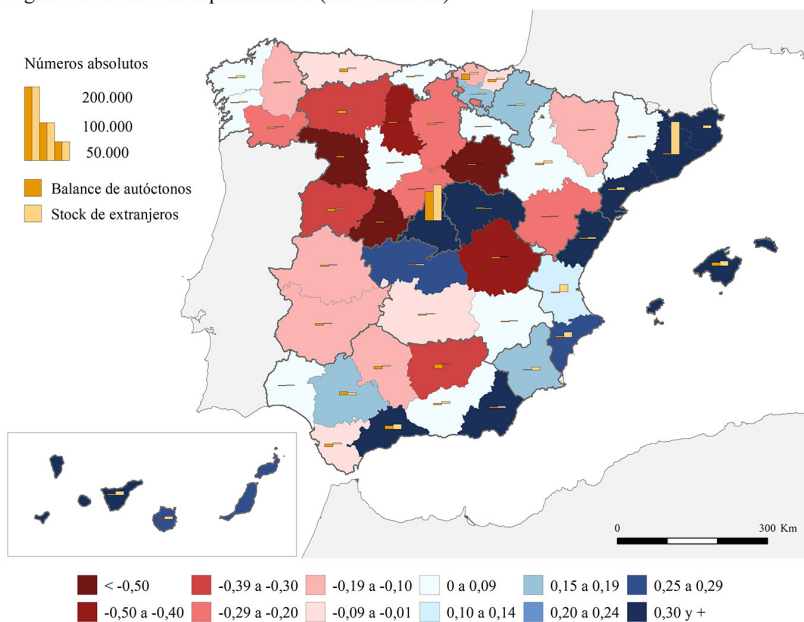 Números absolutos
200.000
100.000
50.000
Balance de autóctonos
Stock de extranjeros
0 300 Km
< -0,50 -0,39 a -0,30 -0,19 a -0,10 0 a 0,09 0,15 a 0,19 0,25 a 0,29
-0,50 a -0,40 -0,29 a -0,20 -0,09 a -0,01 0,10 a 0,14 0,20 a 0,24 0,30 y +